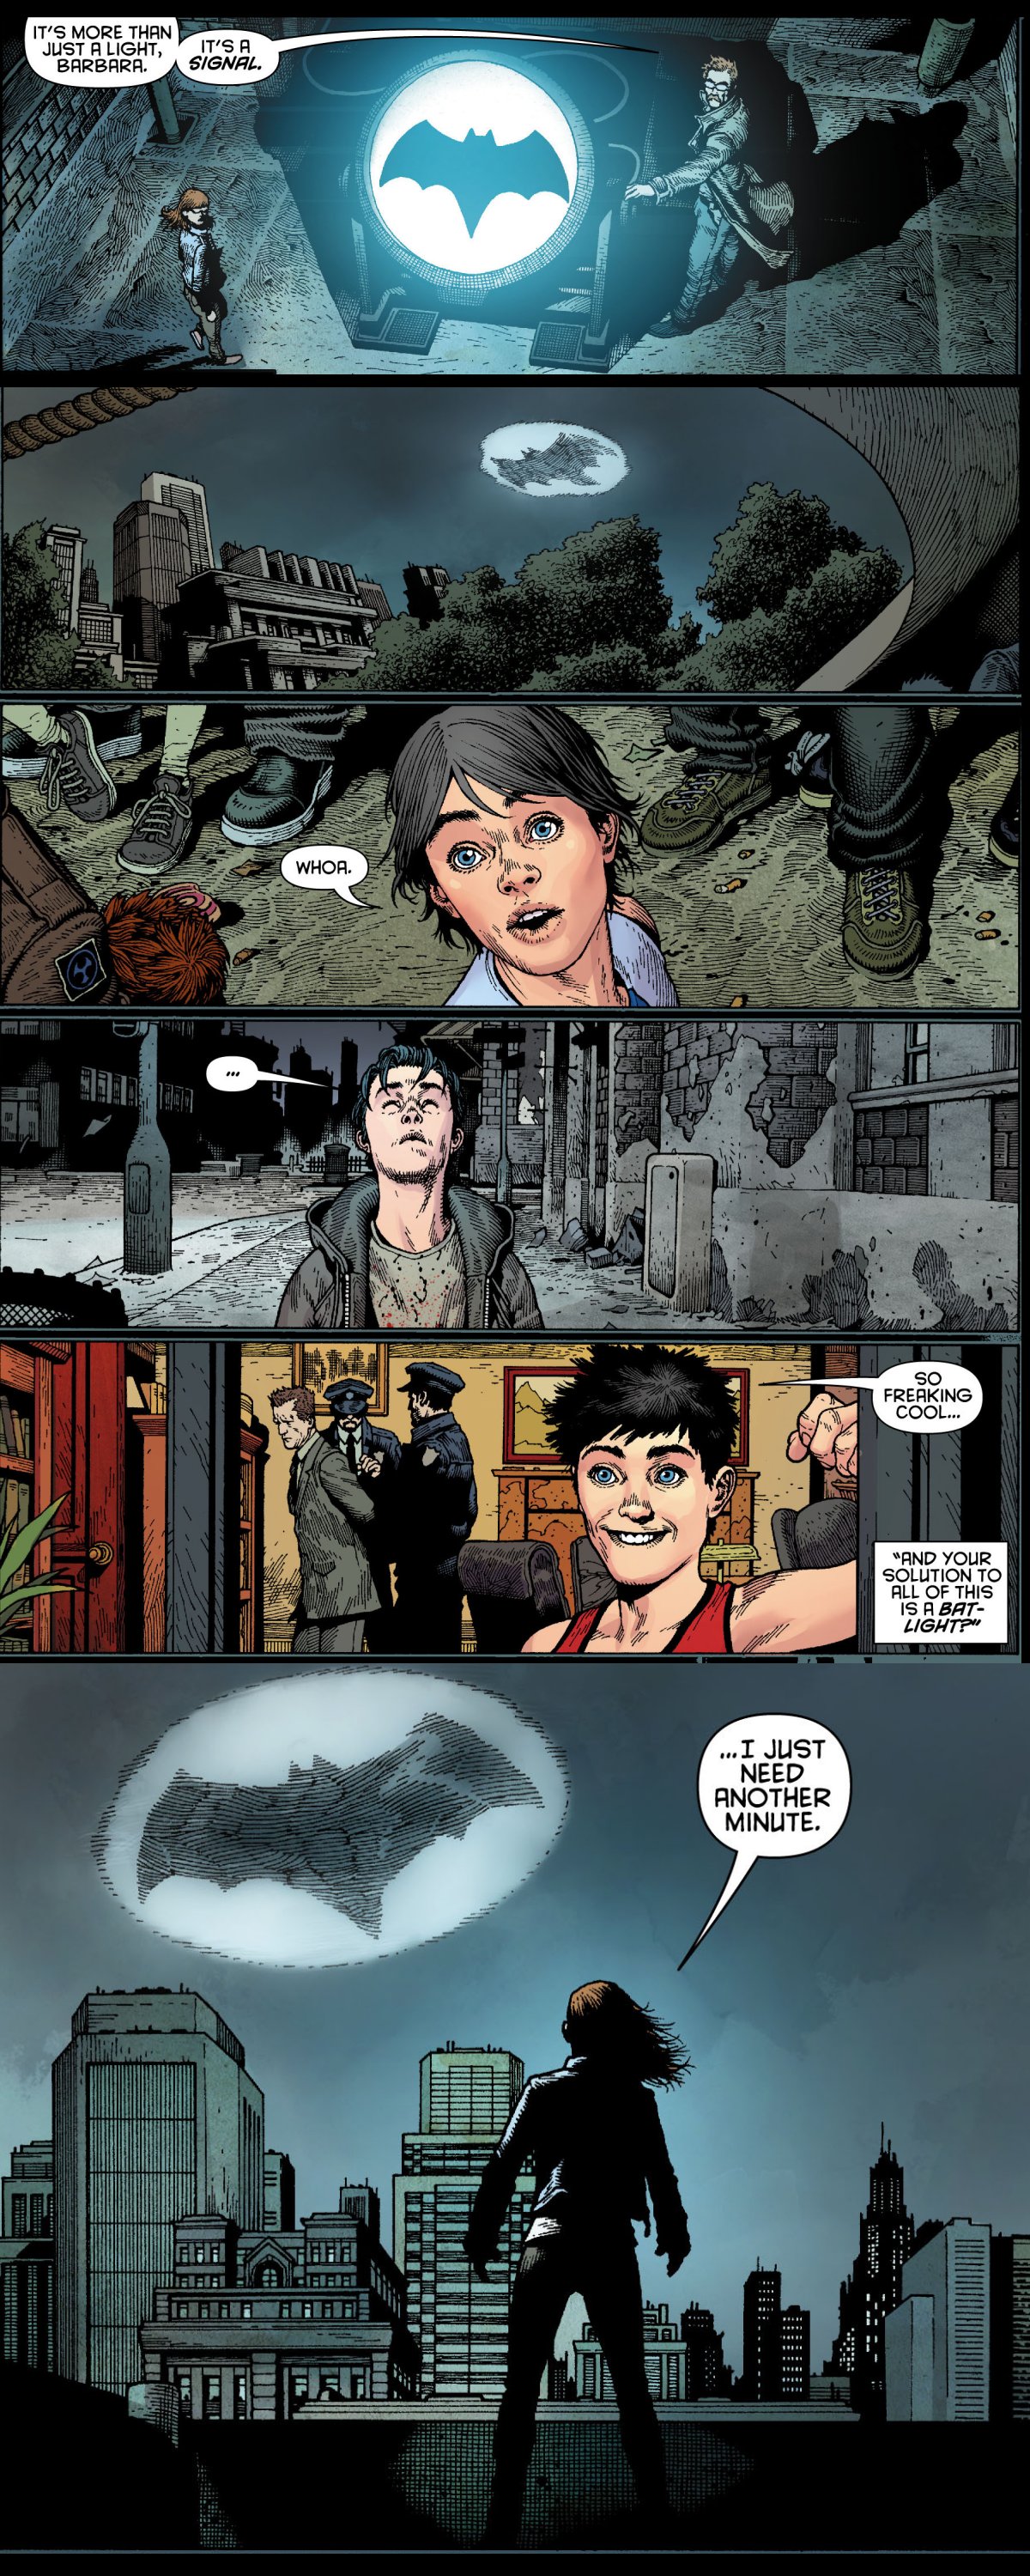 IT'S MORE THAN
JUST A LIGHT,
BARBARA.
IT'S A
SIGNAL.
WHOA.
...
SO
FREAKING
COOL...
"AND YOUR
SOLUTION TO
ALL OF THIS
IS A BAT-
LIGHT?"
...I JUST
NEED
ANOTHER
MINUTE.